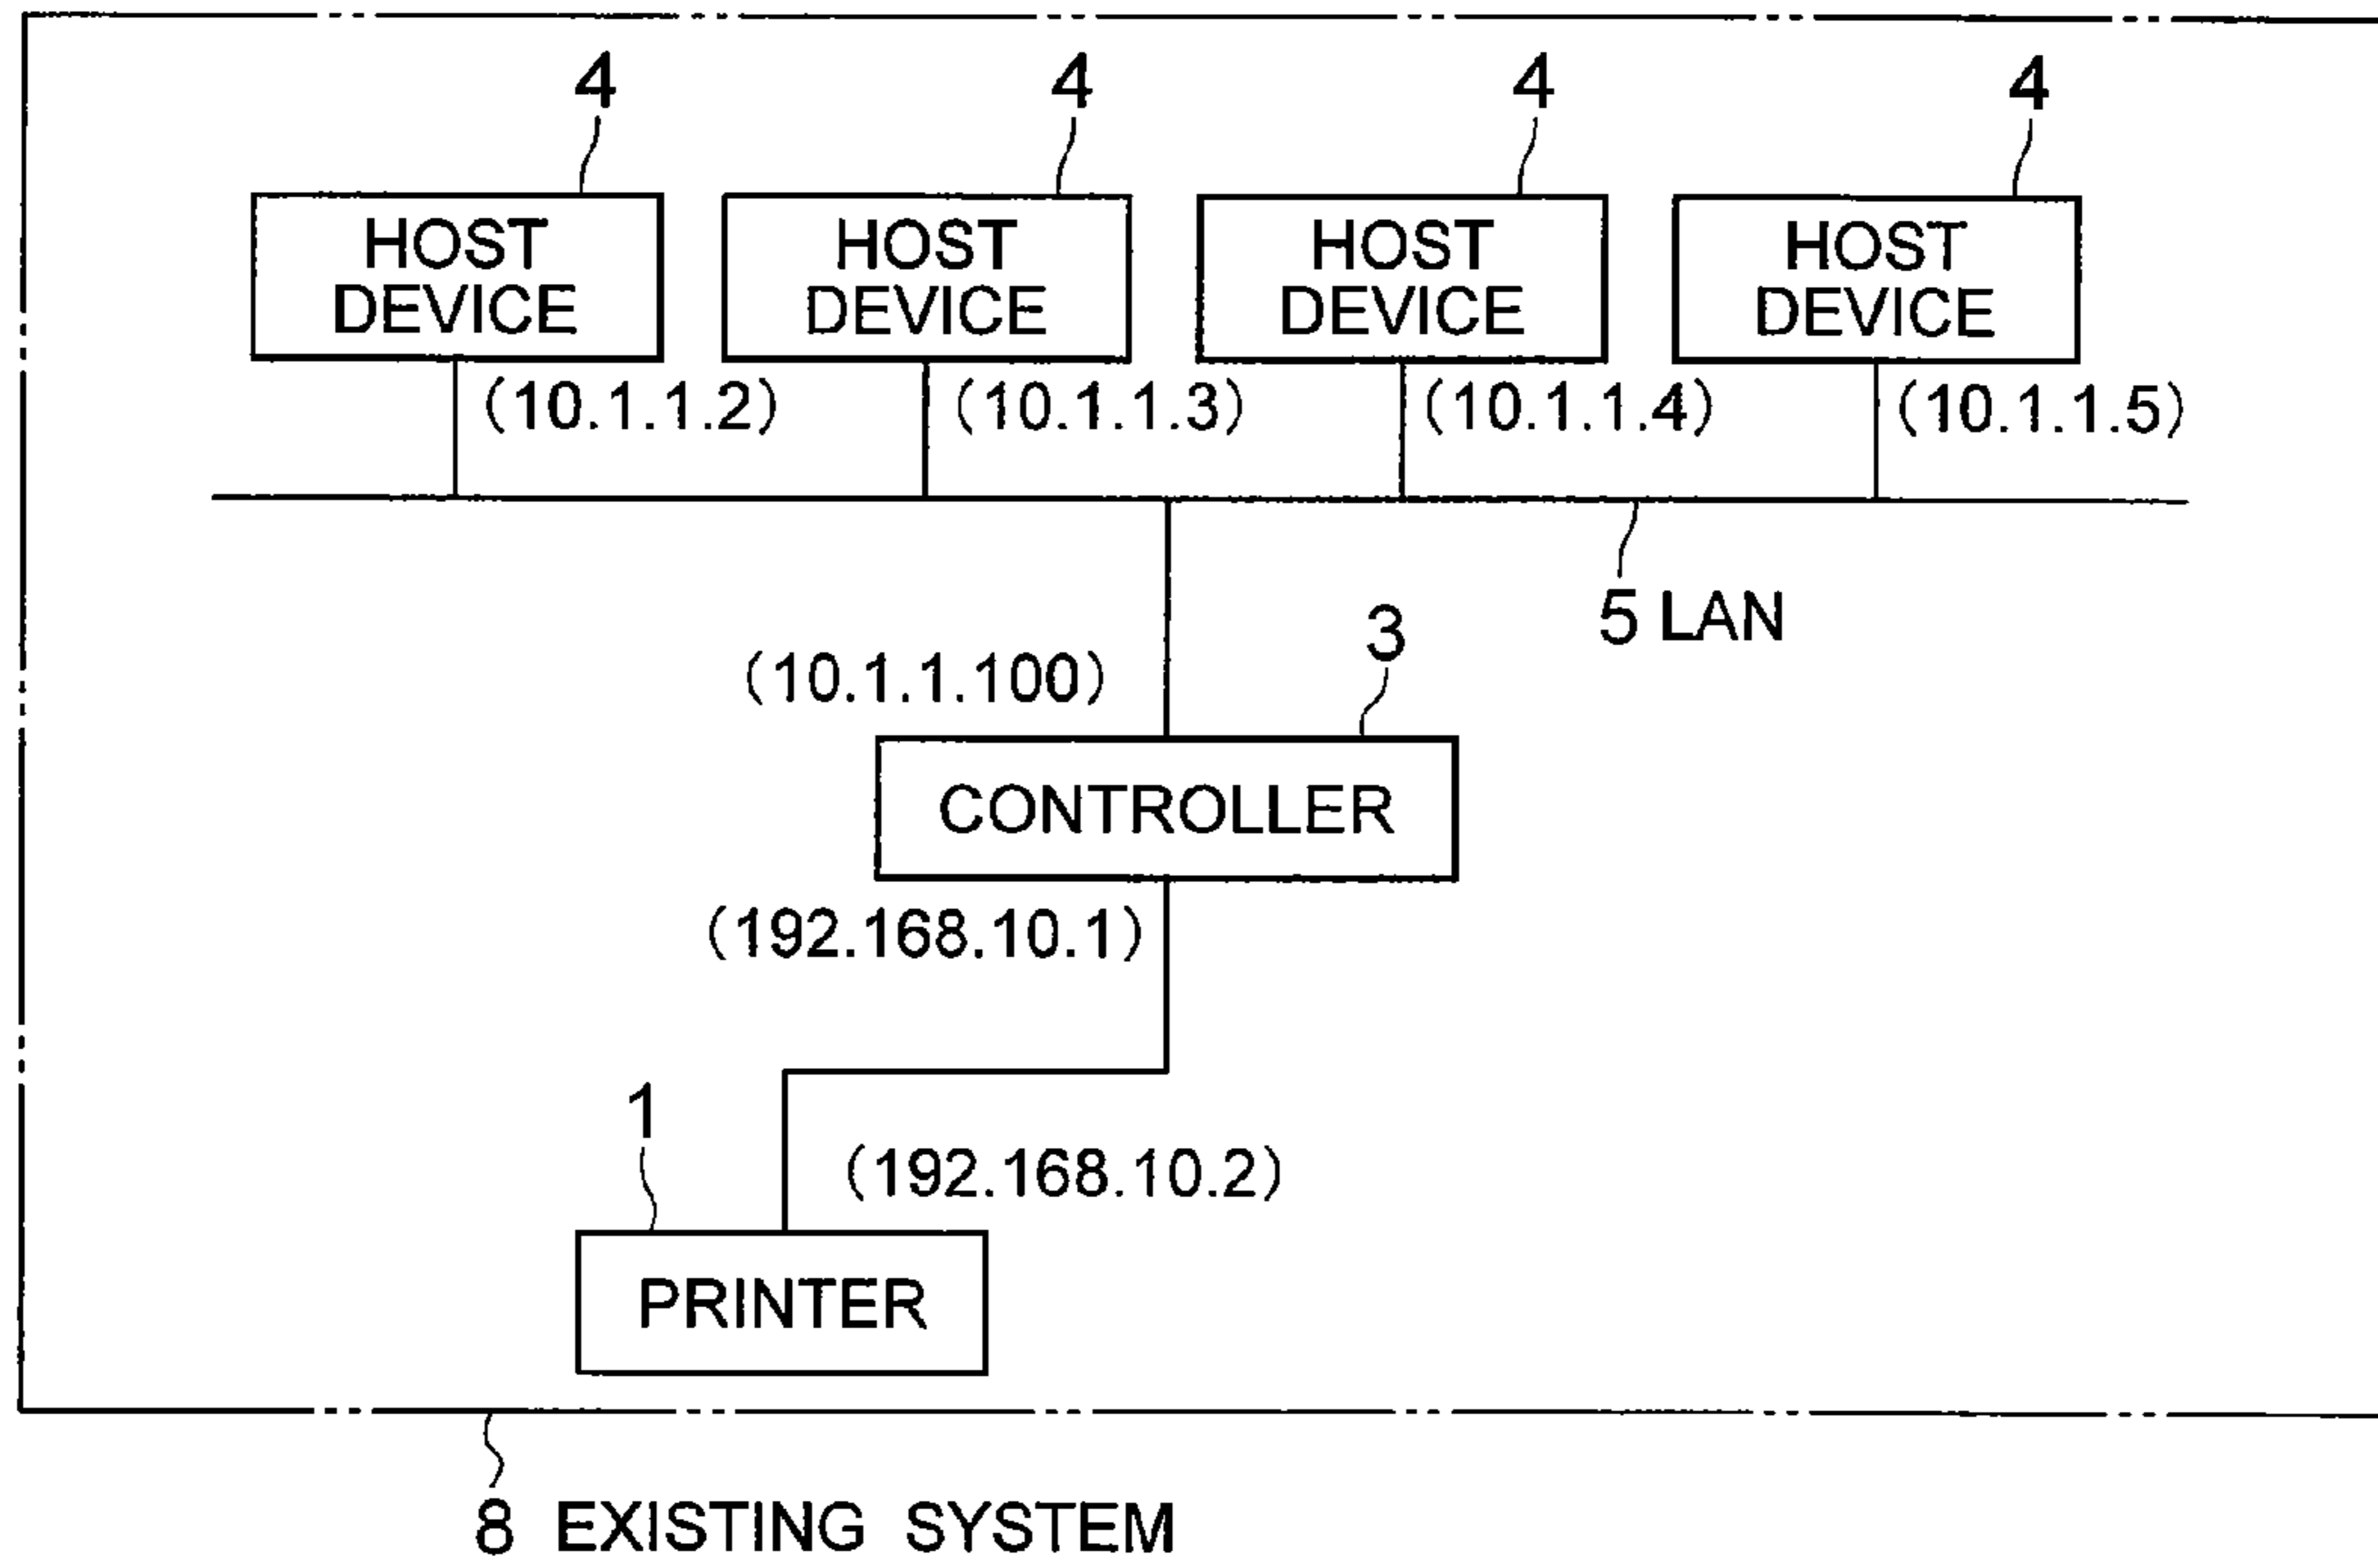 4 4 4 4
HOST HOST HOST HOST
DEVICE DEVICE DEVICE DEVICE
(10.1.1.2) (10.1.1.3) (10.1.1.4) (10.1.1.5)
5 LAN
3
(10.1.1.100)
CONTROLLER
(192.168.10.1)
1
(192.168.10.2)
PRINTER
8 EXISTING SYSTEM